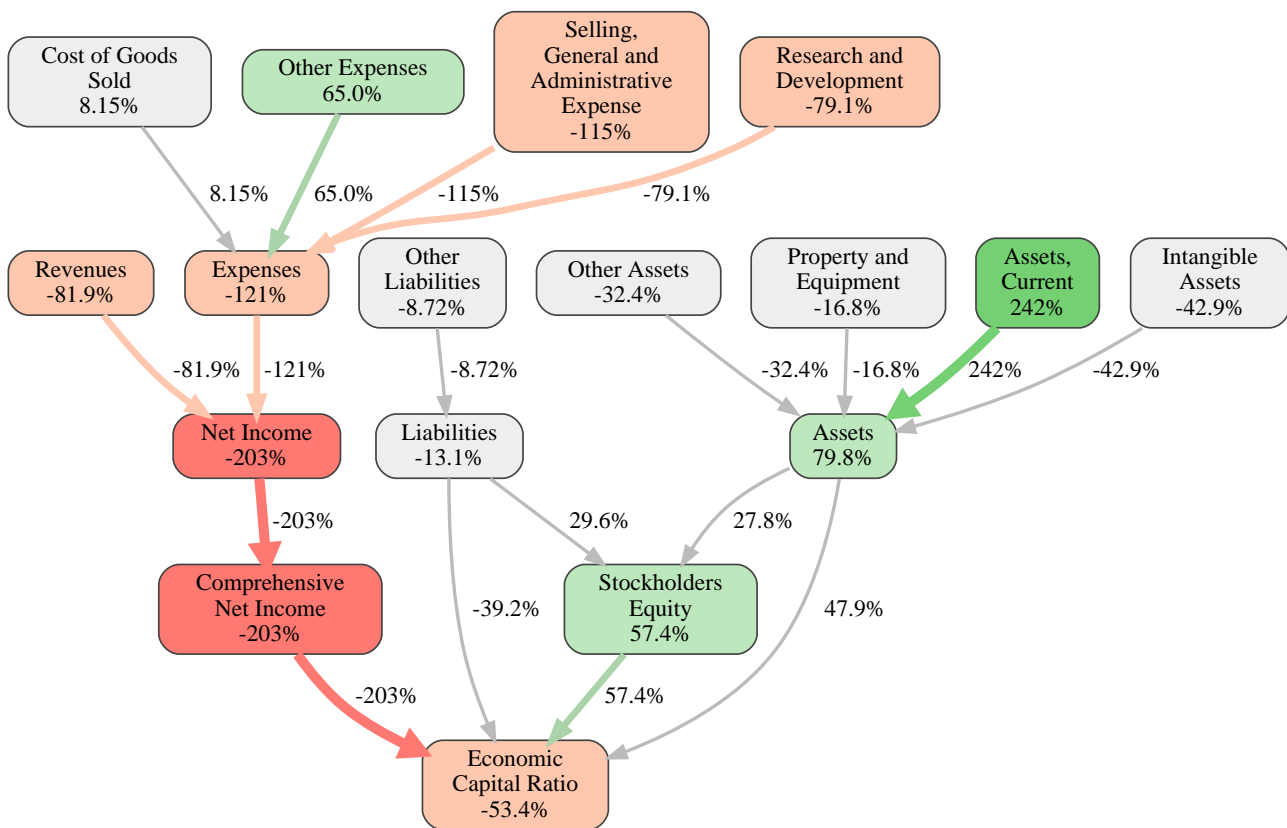 Cost of Goods
Sold
8.15%
Other Expenses
65.0%
Selling,
General and
Administrative
Expense
-115%
Research and
Development
-79.1%
8.15%
65.0%
-115%
-79.1%
Revenues
-81.9%
Expenses
-121%
Other
Liabilities
-8.72%
Other Assets
-32.4%
Property and
Equipment
-16.8%
Assets,
Current
242%
Intangible
Assets
-42.9%
-81.9%
-121%
-8.72%
-32.4%
-16.8%
242%
-42.9%
Net Income
-203%
Liabilities
-13.1%
Assets
79.8%
-203%
29.6%
27.8%
Comprehensive
Net Income
-203%
-39.2%
Stockholders
Equity
57.4%
47.9%
-203%
57.4%
Economic
Capital Ratio
-53.4%